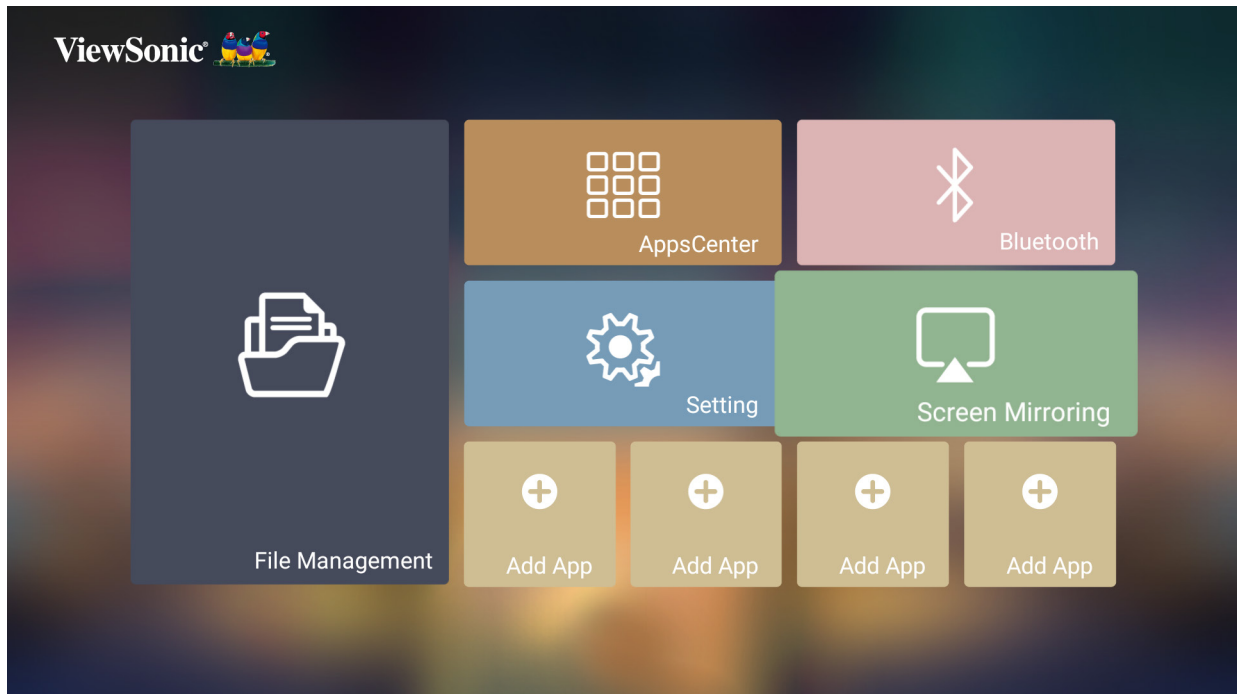 ViewSonic®
AppsCenter
Bluetooth
Setting
Screen Mirroring
File Management
Add App
Add App
Add App
Add App